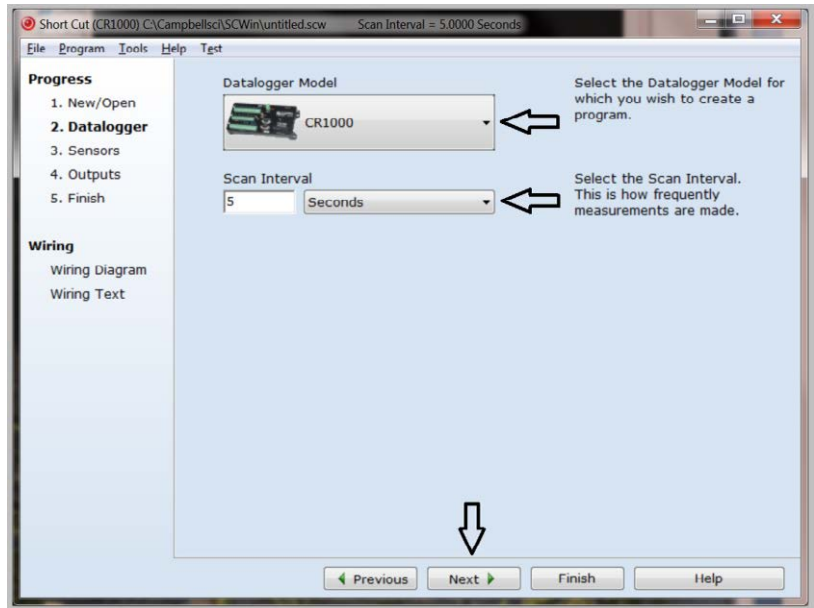 Short Cut (CR1000) C:\Campbellsci\SCWin\untitled.scw Scan Interval = 5.0000 Seconds
File Program Tools Help Tgst
Progress
1. New/Open
2. Datalogger
3. Sensors
4. Outputs
5. Finish
Wiring
Wiring Diagram
Wiring Text
Datalogger Model
CR1000
Select the Datalogger Model for
which you wish to create a
program.
Scan Interval
5 Seconds
Select the Scan Interval.
This is how frequently
measurements are made.
Previous Next Finish Help